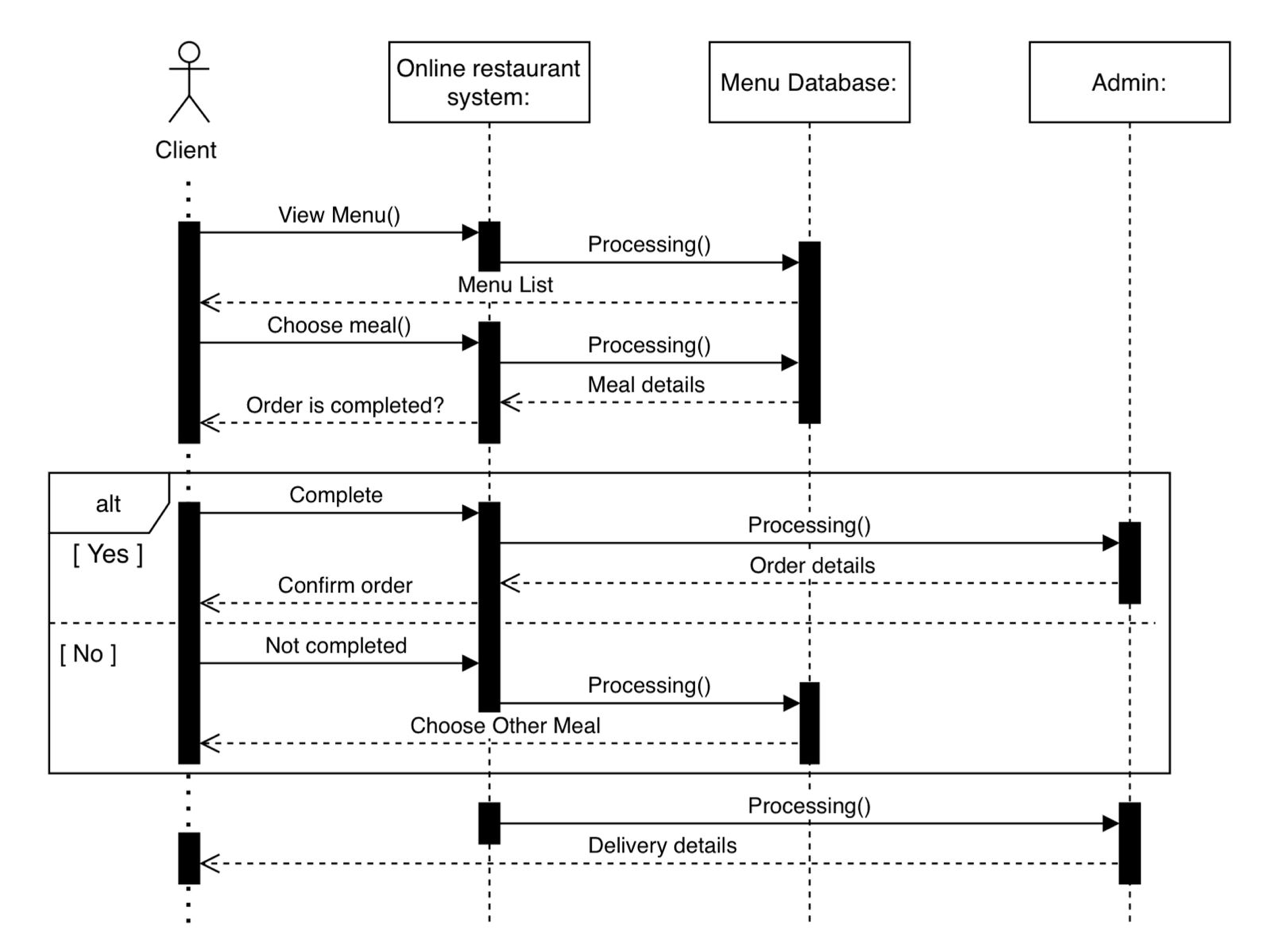 Online restaurant
system:
Menu Database:
Admin:
Client
View Menu()
Processing()
Menu List
Choose meal()
Processing()
Meal details
Order is completed?
alt
Complete
Processing()
[ Yes ]
Order details
Confirm order
[ No ]
Not completed
Processing()
Choose Other Meal
Processing()
Delivery details